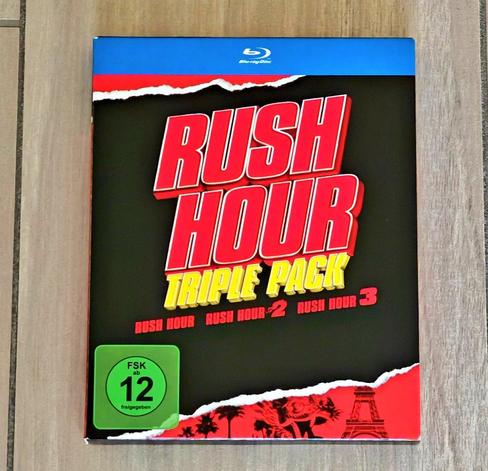 Blu-ray Disc
RUSH
HOUR
TRIPLE PACK
RUSH HOUR RUSH HOUR 2 RUSH HOUR 3
FSK
ab
12
freigegeben